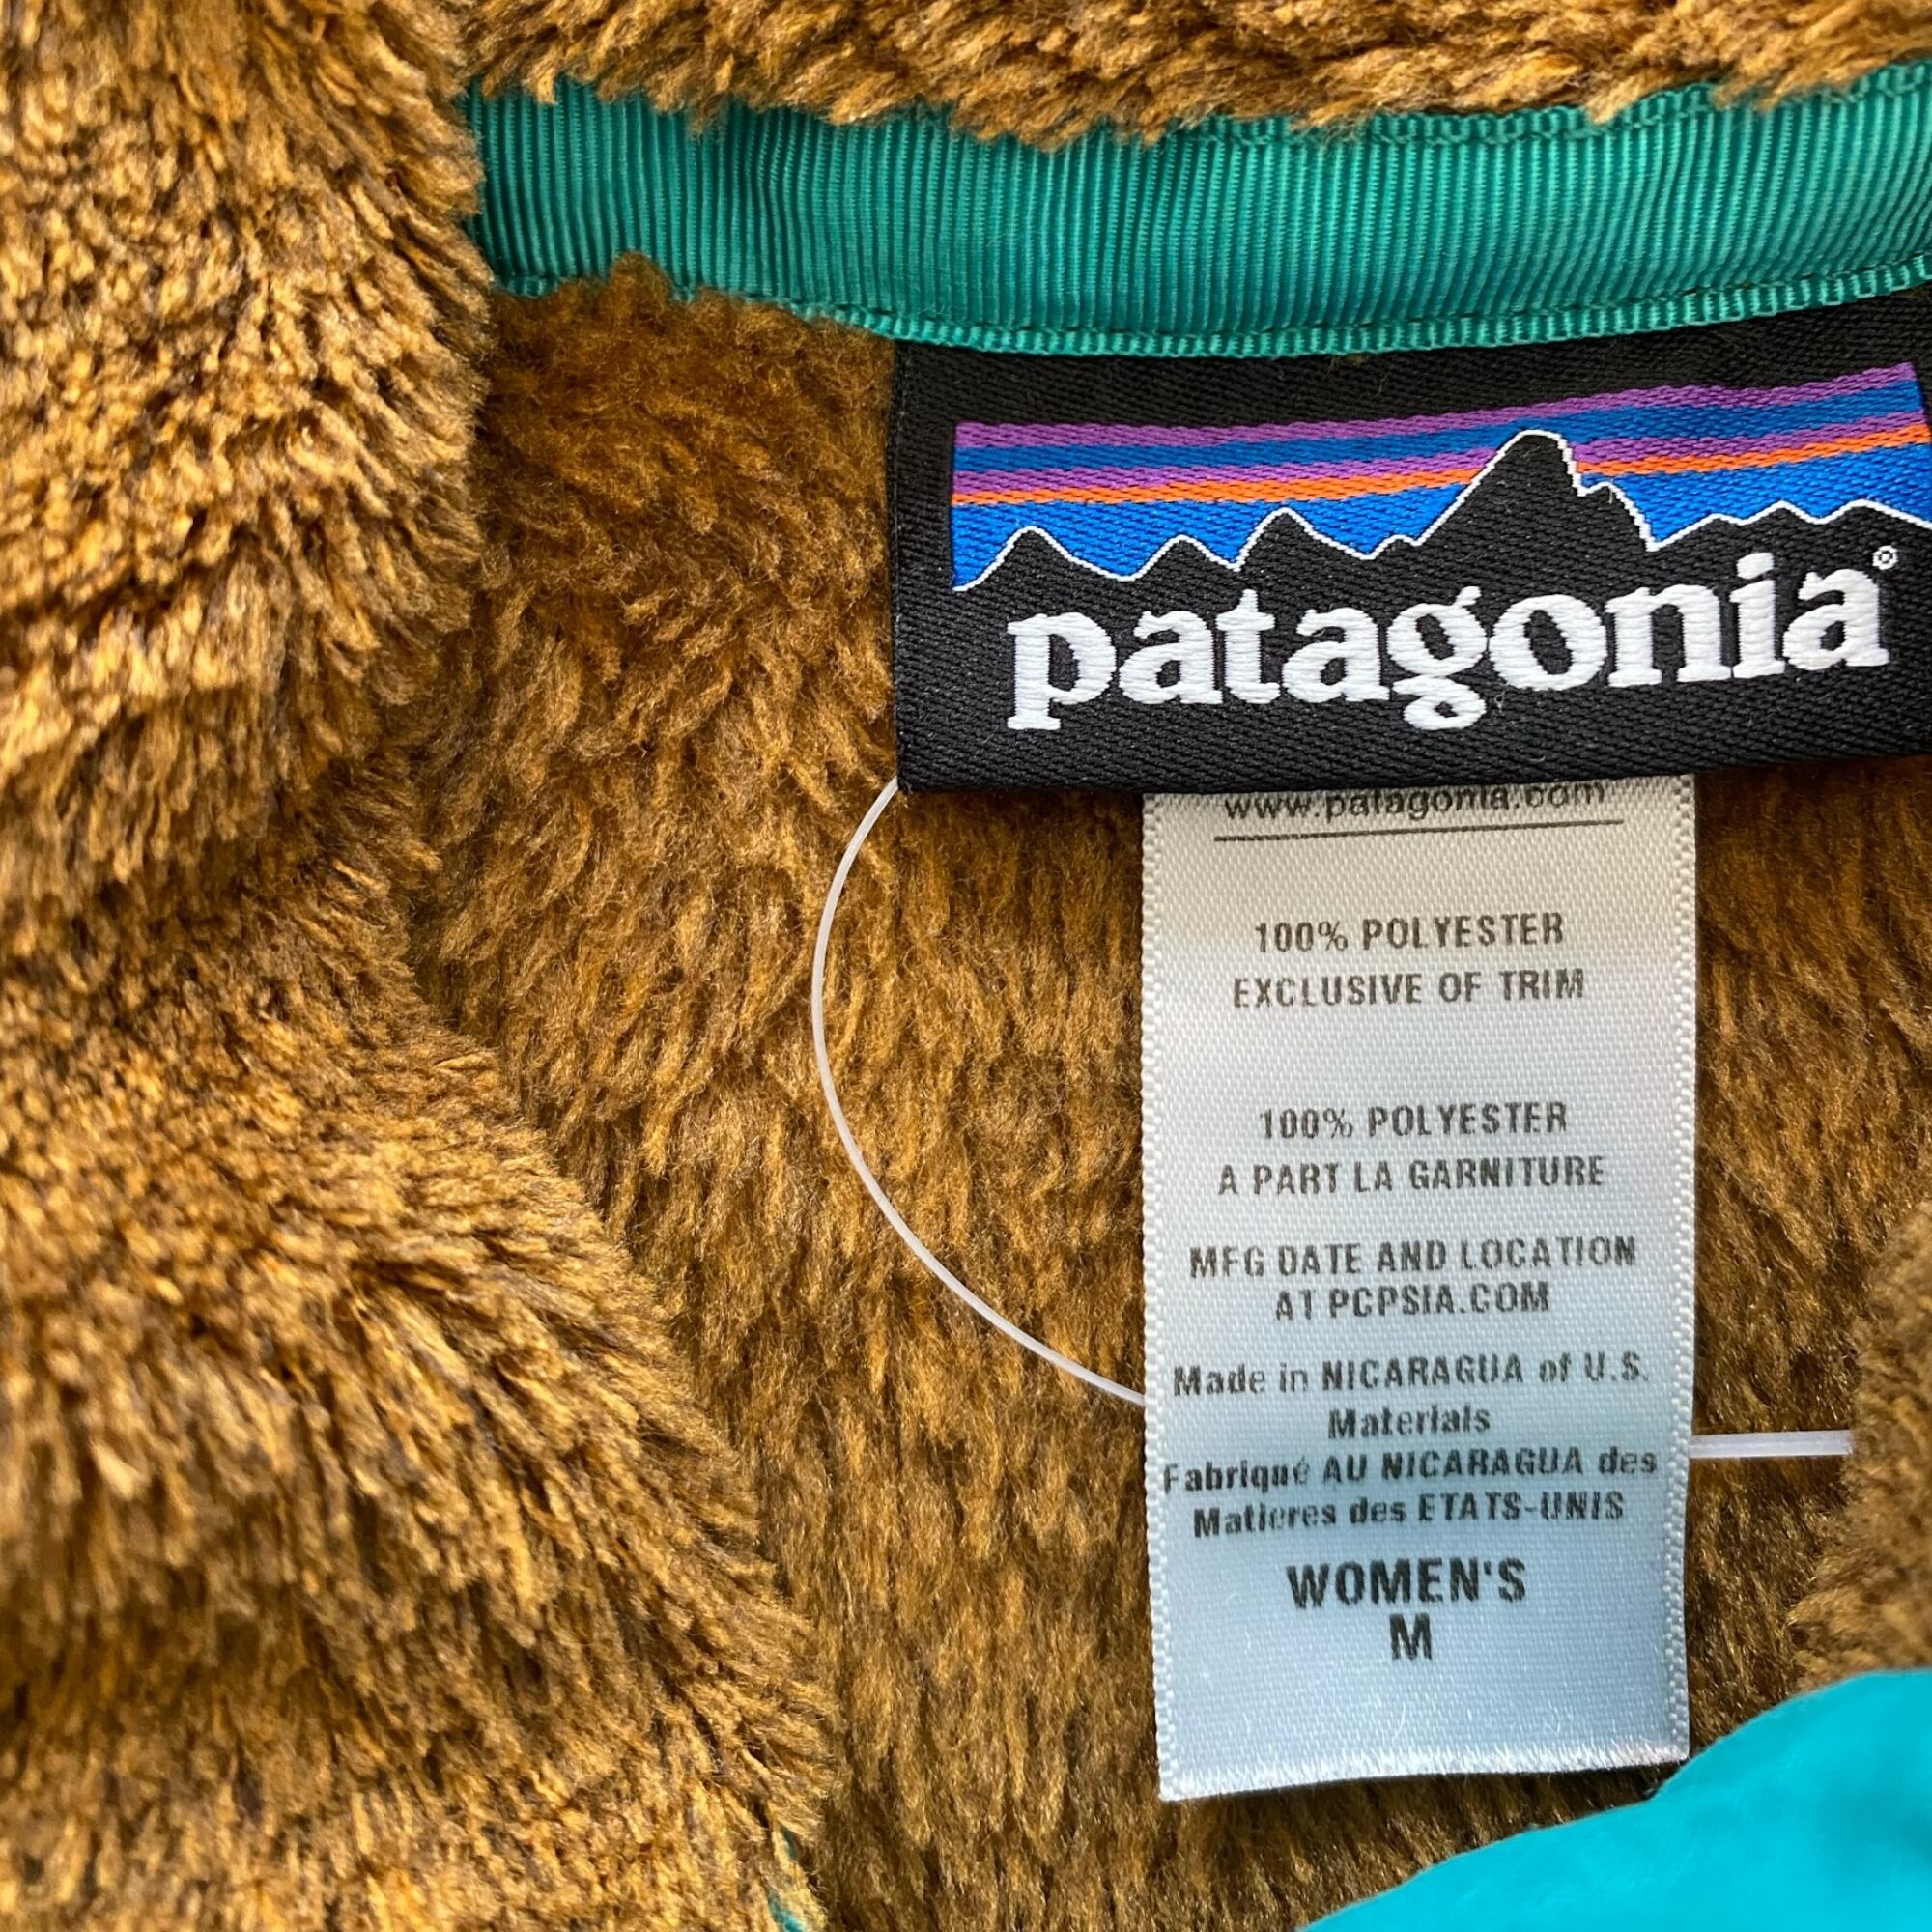 patagonia®
www.patagonia.com
100% POLYESTER
EXCLUSIVE OF TRIM
100% POLYESTER
A PART LA GARNITURE
MFG DATE AND LOCATION
AT PCPSIA.COM
Made in NICARAGUA of U.S.
Materials
Fabriqué AU NICARAGUA des
Matieres des ETATS-UNIS
WOMEN'S
M